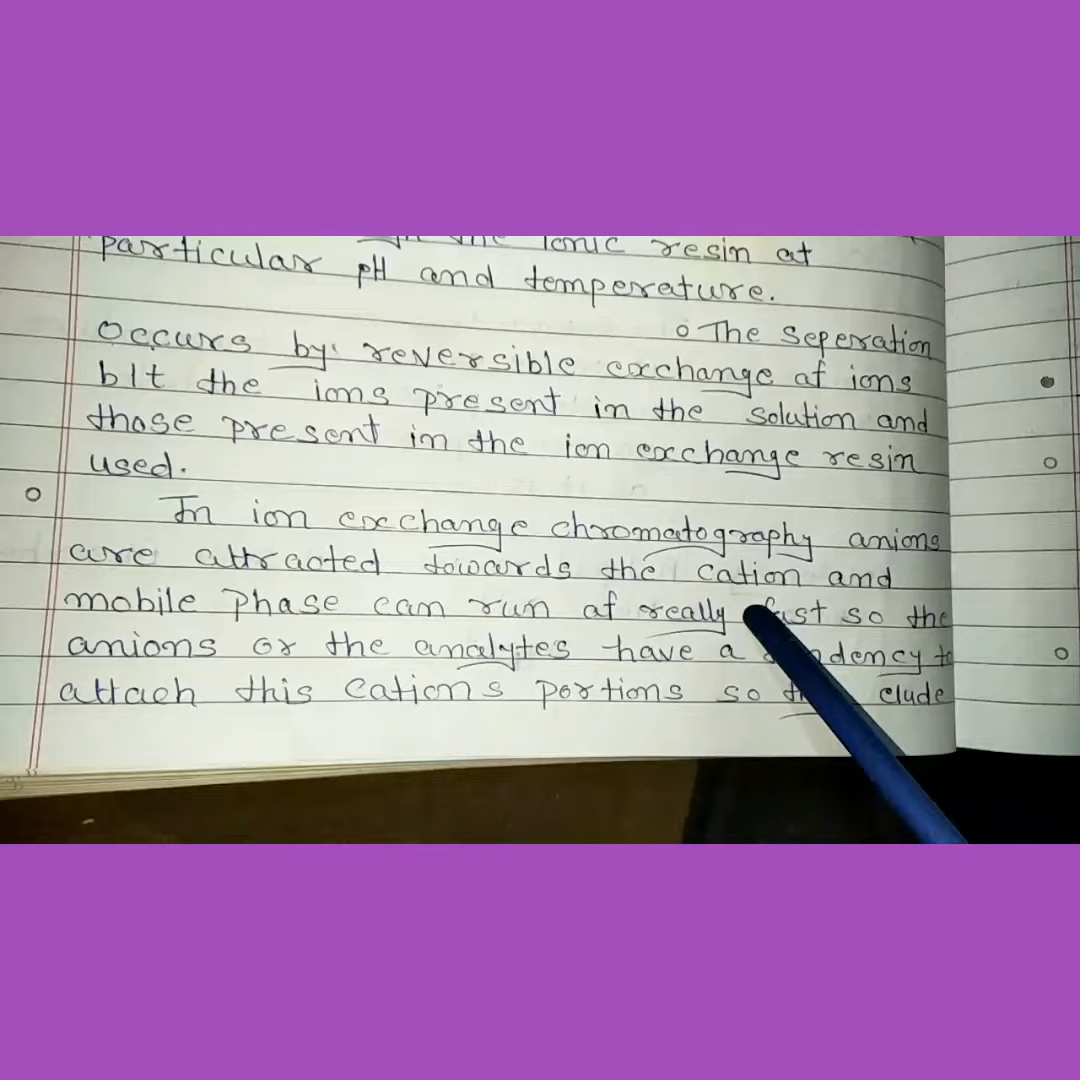 resin at
particular pH and temperature.
The seperation
occurs by reversible exchange of ions
b/t the ions present in the solution and
those present in the ion exchange resin
used.
In ion exchange chromatography anions
are attracted towards the cation and
mobile phase can run of really so the
anions or the analytes have a to
attach this cations portions so elude